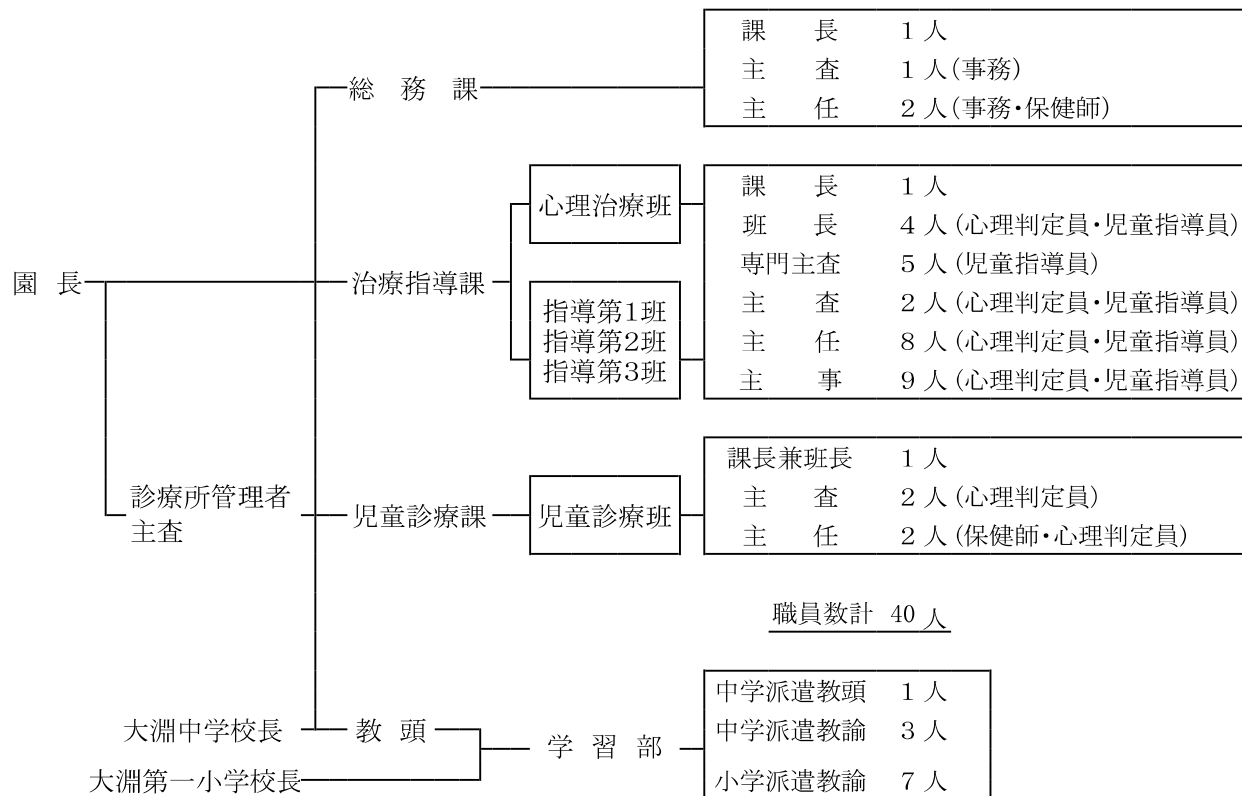 総務課
課長 1人
主査 1人(事務)
主任 2人(事務・保健師)
園長
治療指導課
心理治療班
指導第1班
指導第2班
指導第3班
課長 1人
班長 4人(心理判定員・児童指導員)
専門主査 5人(児童指導員)
主査 2人(心理判定員・児童指導員)
主任 8人(心理判定員・児童指導員)
主事 9人(心理判定員・児童指導員)
診療所管理者
主査
児童診療課
児童診療班
課長兼班長 1人
主査 2人(心理判定員)
主任 2人(保健師・心理判定員)
職員数計 40人
大淵中学校長
教頭
大淵第一小学校長
学習部
中学派遣教頭 1人
中学派遣教諭 3人
小学派遣教諭 7人